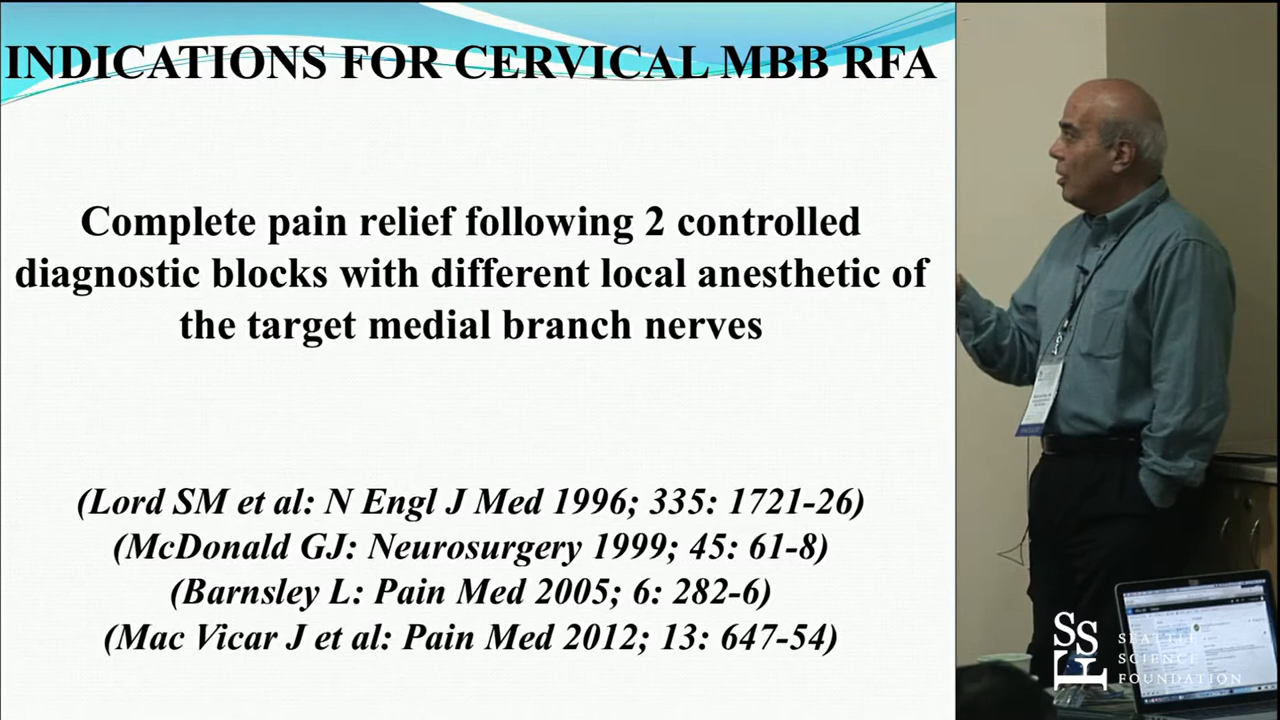 INDICATIONS FOR CERVICAL MBB RFA
Complete pain relief following 2 controlled
diagnostic blocks with different local anesthetic of
the target medial branch nerves
(Lord SM et al: N Engl J Med 1996; 335: 1721-26)
(McDonald GJ: Neurosurgery 1999; 45: 61-8)
(Barnsley L: Pain Med 2005; 6: 282-6)
(Mac Vicar J et al: Pain Med 2012; 13: 647-54)
SSF
SEATTLE
SCIENCE
FOUNDATION